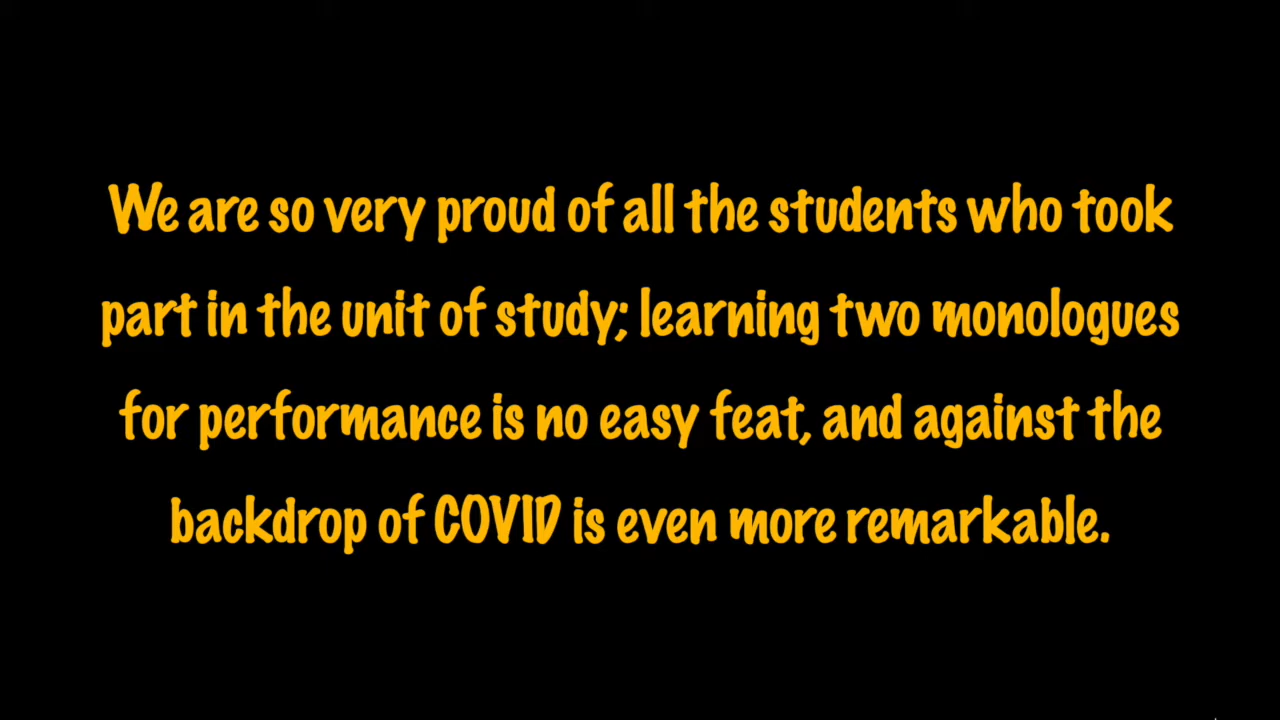 We are so very proud of all the students who took
part in the unit of study; learning two monologues
for performance is no easy feat, and against the
backdrop of COVID is even more remarkable.